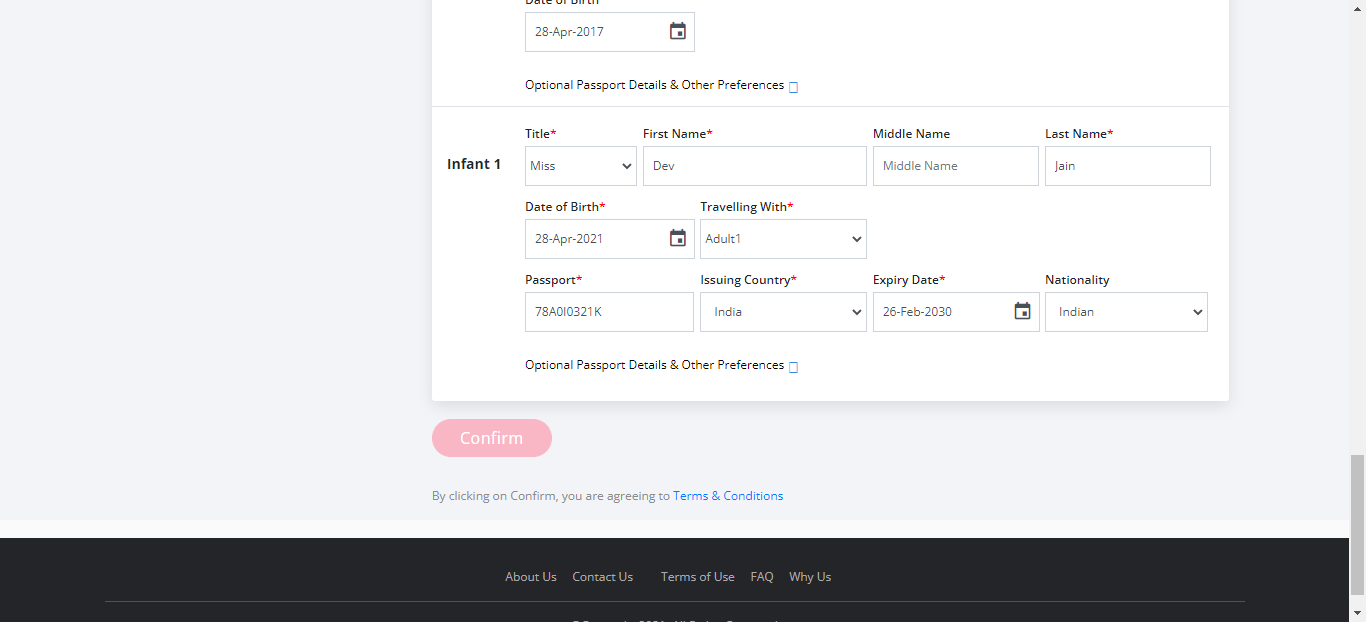 Date of Birth
28-Apr-2017
Optional Passport Details & Other Preferences
Title* First Name* Middle Name Last Name*
Infant 1 Miss Dev Middle Name Jain
Date of Birth* Travelling With*
28-Apr-2021 Adult1
Passport* Issuing Country* Expiry Date* Nationality
78A0I0321K India 26-Feb-2030 Indian
Optional Passport Details & Other Preferences
Confirm
By clicking on Confirm, you are agreeing to Terms & Conditions
About Us Contact Us Terms of Use FAQ Why Us